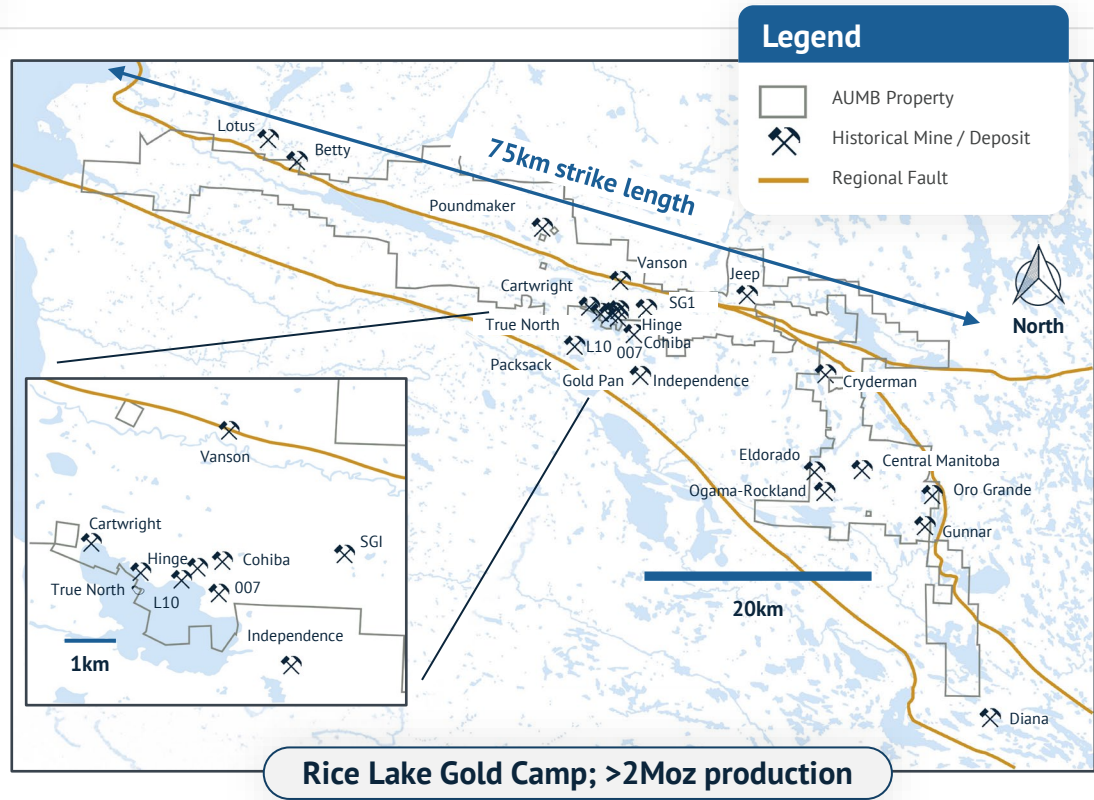 Legend
AUMB Property
Historical Mine / Deposit
Regional Fault
Lotus
Betty
75km strike length
Poundmaker
Vanson
Jeep
Cartwright
SG1
North
True North
Hinge
L10
007
Cohiba
Packsack
Gold Pan
Independence
Cryderman
Eldorado
Central Manitoba
Ogama-Rockland
Oro Grande
Gunnar
20km
Diana
Vanson
Cartwright
SGI
Hinge
Cohiba
True North
L10
007
Independence
1km
Rice Lake Gold Camp; >2Moz production